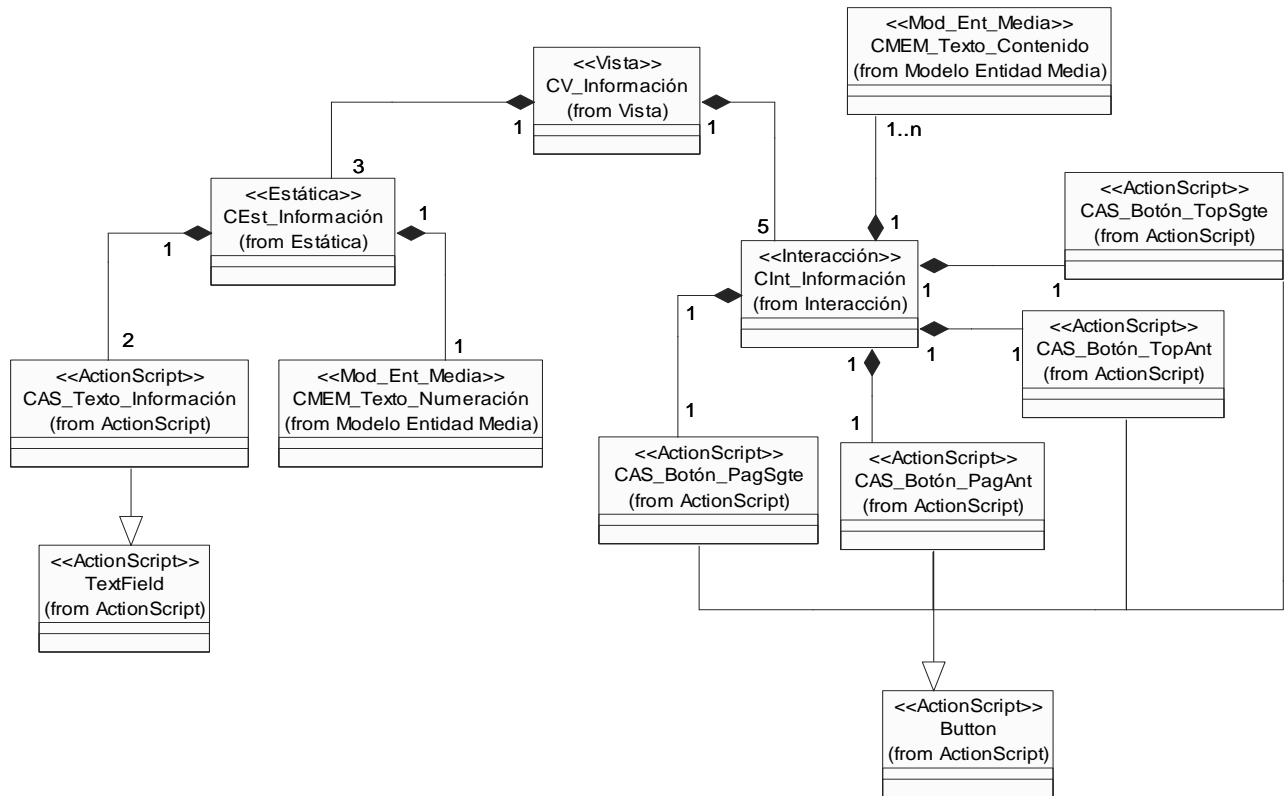 <<Mod_Ent_Media>>
CMEM_Texto_Contenido
(from Modelo Entidad Media)
1..n
<<Vista>>
CV_Información
(from Vista)
1
1
3
5
1
<<Estática>>
CEst_Información
(from Estática)
1
1
2
1
<<ActionScript>>
CAS_Botón_TopSgte
(from ActionScript)
<<Interacción>>
CInt_Información
(from Interacción)
1
1
1
1
1
1
1
1
<<ActionScript>>
CAS_Botón_TopAnt
(from ActionScript)
<<ActionScript>>
CAS_Texto_Información
(from ActionScript)
<<Mod_Ent_Media>>
CMEM_Texto_Numeración
(from Modelo Entidad Media)
<<ActionScript>>
CAS_Botón_PagSgte
(from ActionScript)
<<ActionScript>>
CAS_Botón_PagAnt
(from ActionScript)
<<ActionScript>>
TextField
(from ActionScript)
<<ActionScript>>
Button
(from ActionScript)